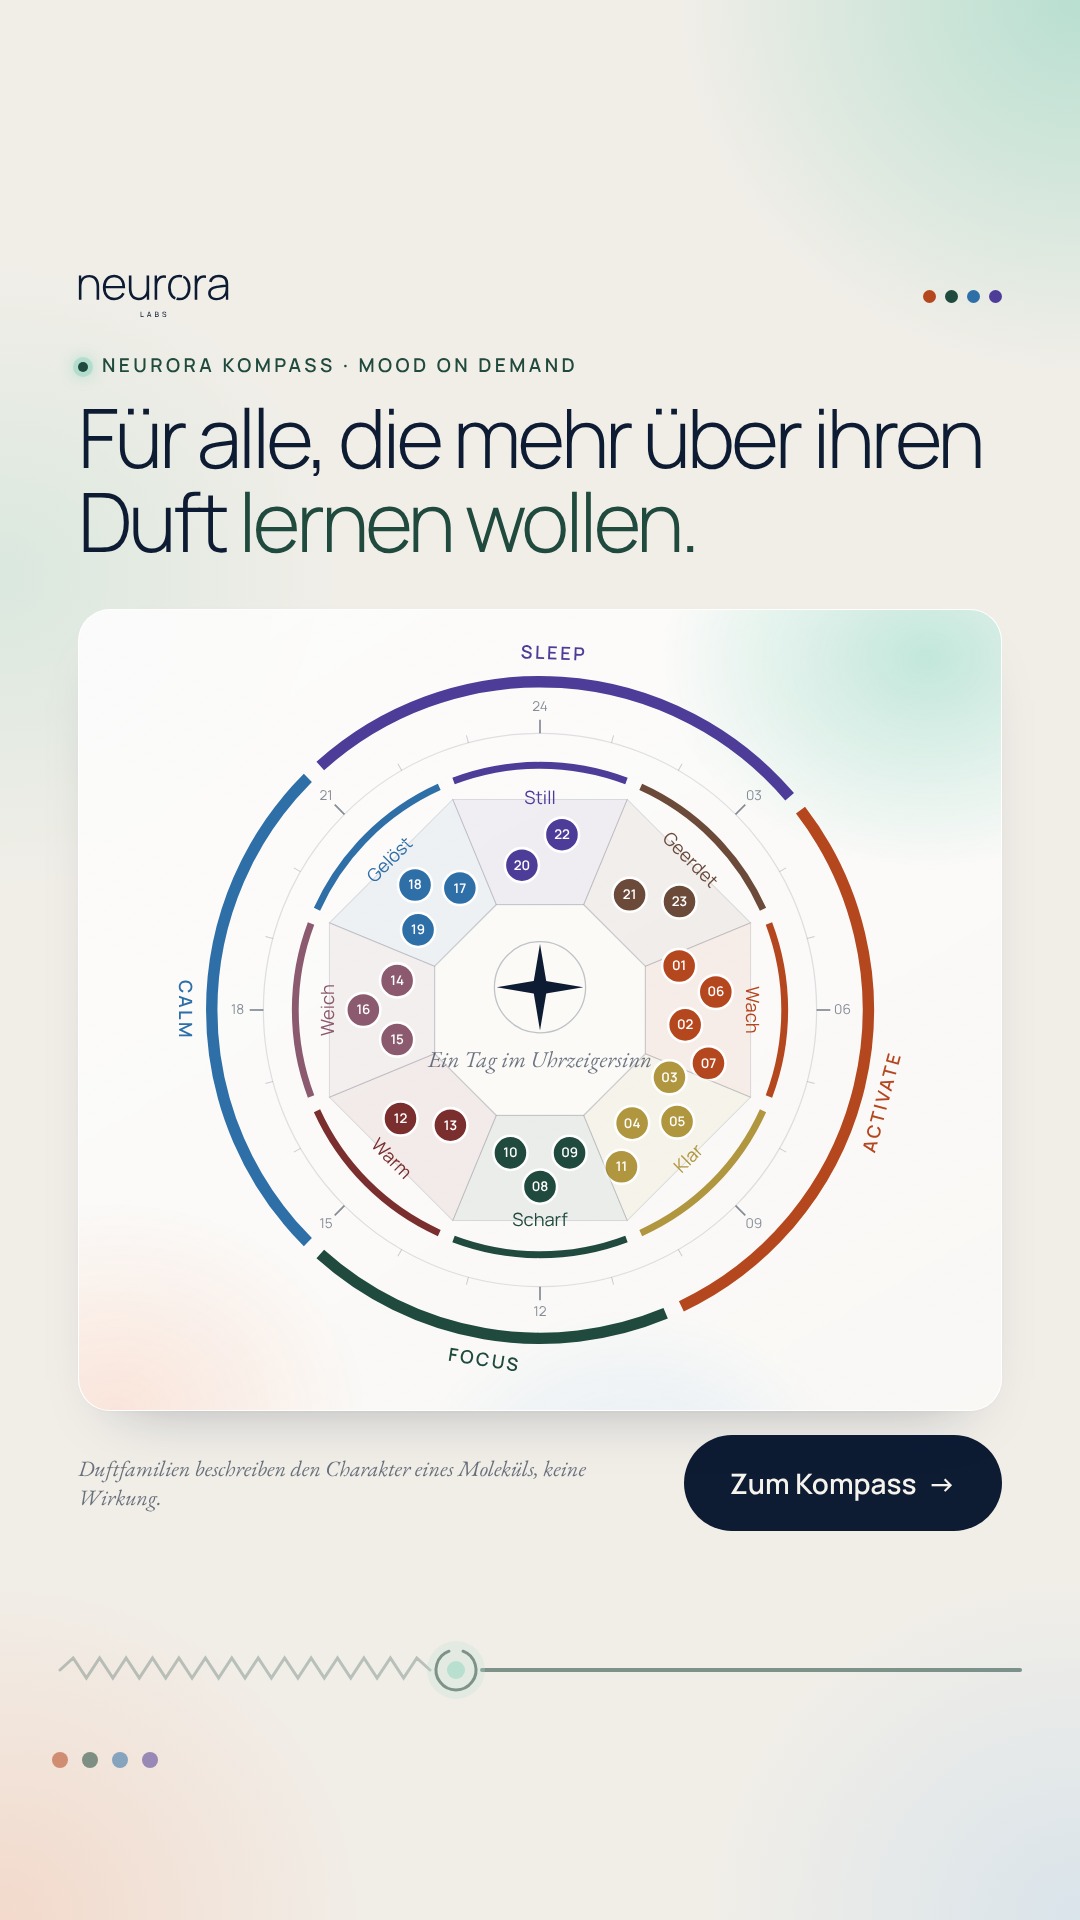 neurora
LABS
NEURORA KOMPASS · MOOD ON DEMAND
Für alle, die mehr über ihren
Duft lernen wollen.
SLEEP
24
21
03
Still
22
20
Gelöst
18
17
19
Geerdet
21
23
CALM
18
Weich
14
16
15
01
06
02
07
Wach
06
ACTIVATE
Ein Tag im Uhrzeigersinn
03
04
05
11
Klar
12
13
Warm
10
09
08
Scharf
15
09
12
FOCUS
Duftfamilien beschreiben den Charakter eines Moleküls, keine
Wirkung.
Zum Kompass →